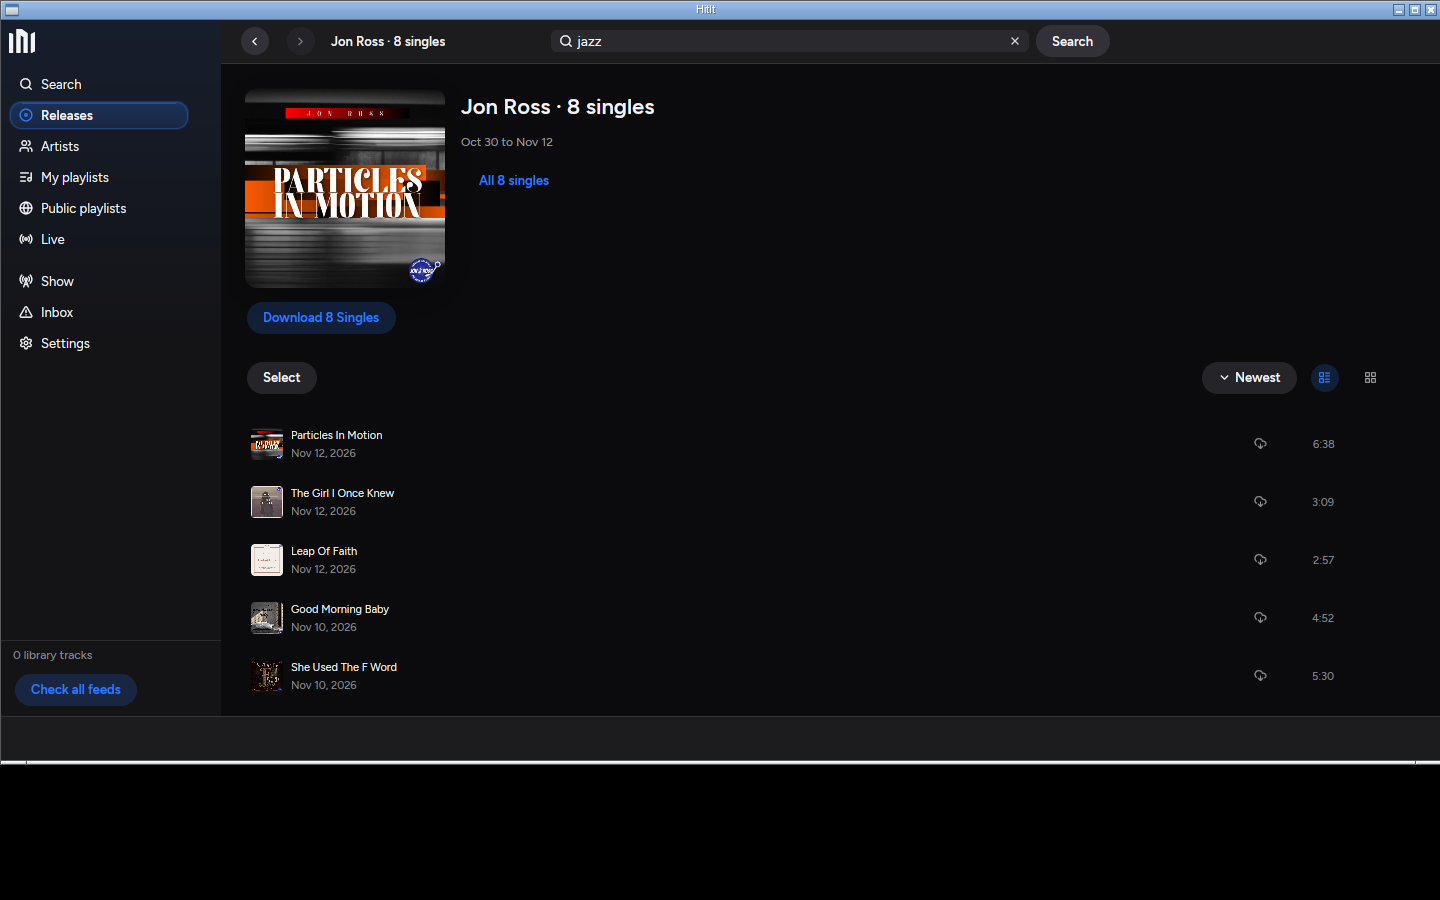 HitIt
Jon Ross · 8 singles
jazz
Search
Search
Releases
Artists
My playlists
Public playlists
Live
Show
Inbox
Settings
0 library tracks
Check all feeds
JON ROSS
PARTICLES
IN MOTION
JON ROSS
Jon Ross · 8 singles
Oct 30 to Nov 12
All 8 singles
Download 8 Singles
Select
Newest
Particles In Motion
Nov 12, 2026
6:38
The Girl I Once Knew
Nov 12, 2026
3:09
Leap Of Faith
Nov 12, 2026
2:57
Good Morning Baby
Nov 10, 2026
4:52
She Used The F Word
Nov 10, 2026
5:30